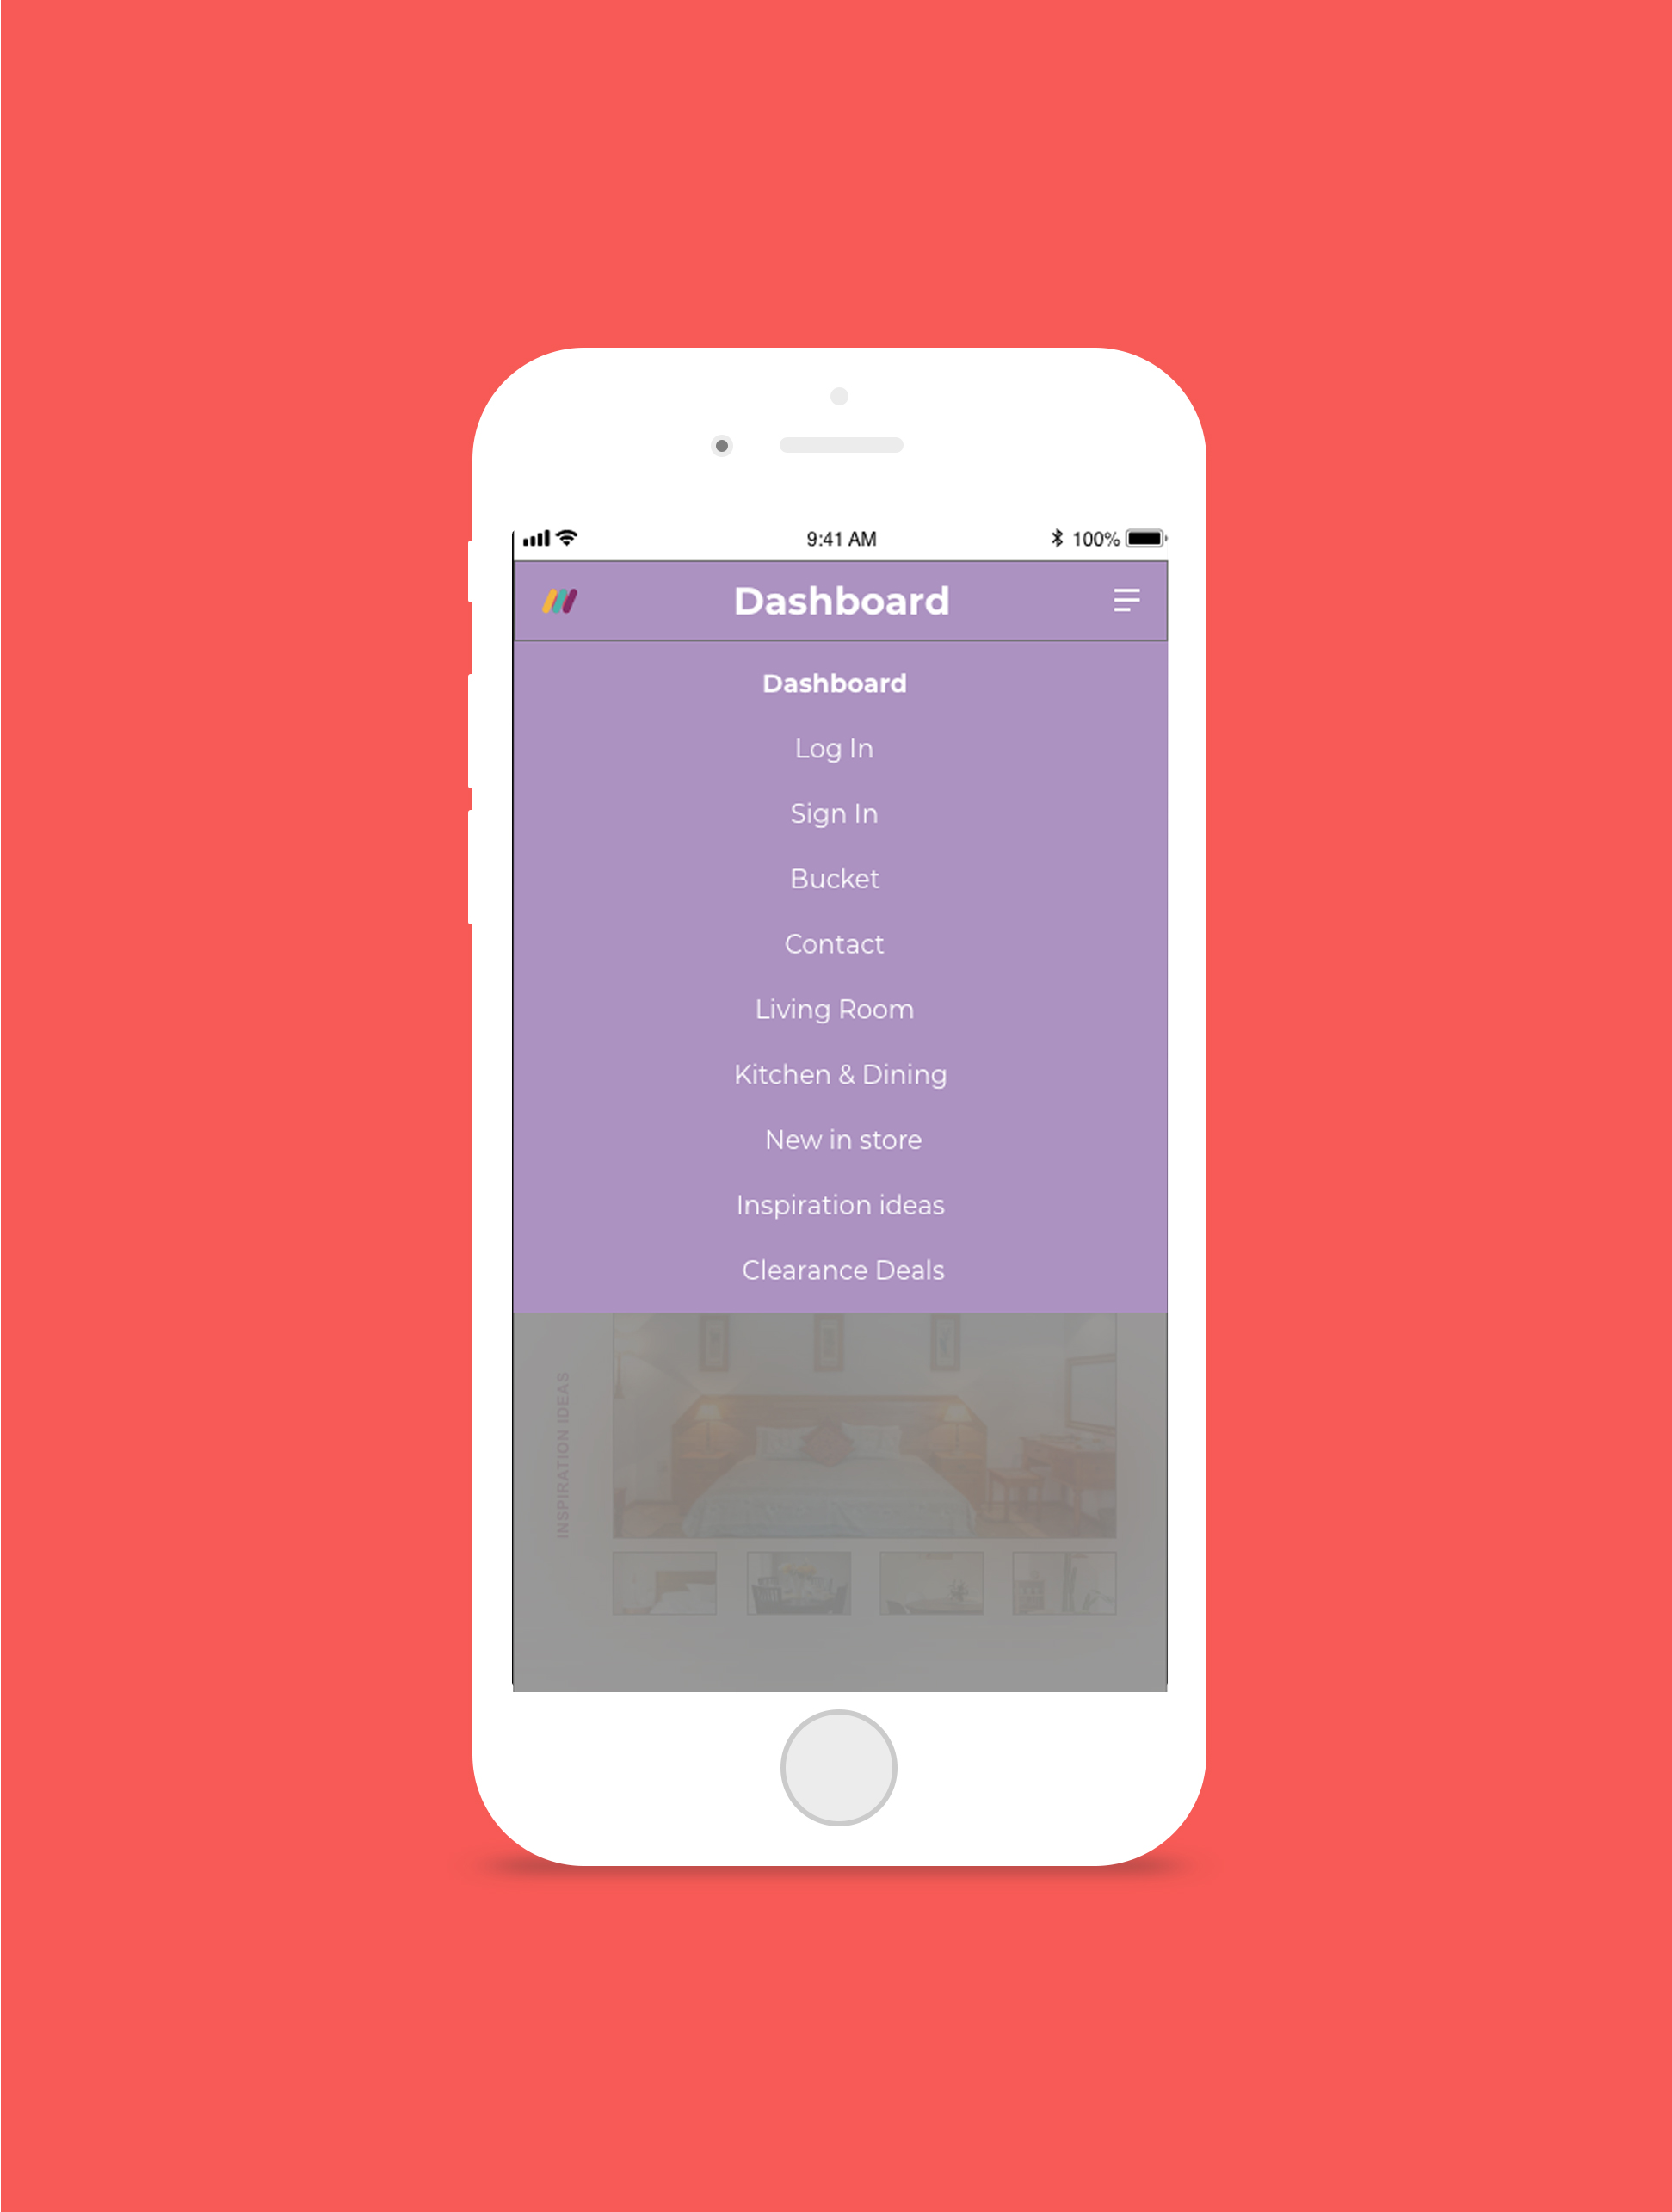 9:41 AM
100%
Dashboard
Dashboard
Log In
Sign In
Bucket
Contact
Living Room
Kitchen & Dining
New in store
Inspiration ideas
Clearance Deals
INSPIRATION IDEAS